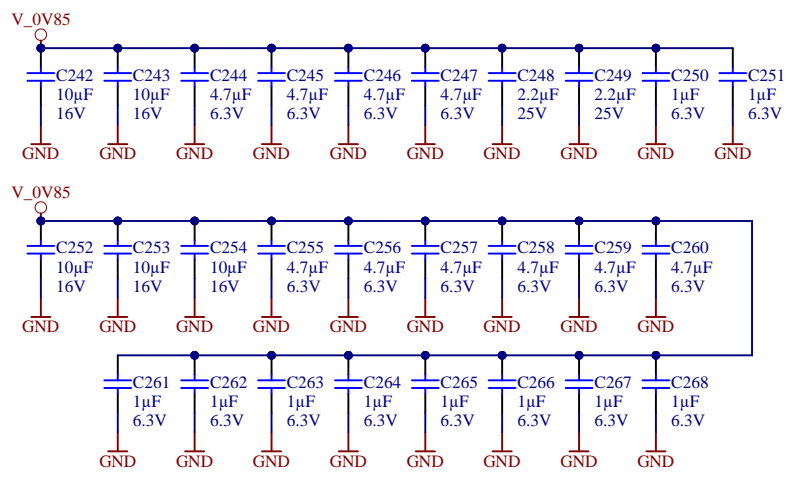 V_0V85
C242 C243 C244 C245 C246 C247 C248 C249 C250 C251
10µF 10µF 4.7µF 4.7µF 4.7µF 4.7µF 2.2µF 2.2µF 1µF 1µF
16V 16V 6.3V 6.3V 6.3V 6.3V 25V 25V 6.3V 6.3V
GND GND GND GND GND GND GND GND GND GND
V_0V85
C252 C253 C254 C255 C256 C257 C258 C259 C260
10µF 10µF 10µF 4.7µF 4.7µF 4.7µF 4.7µF 4.7µF 4.7µF
16V 16V 16V 6.3V 6.3V 6.3V 6.3V 6.3V 6.3V
GND GND GND GND GND GND GND GND GND
C261 C262 C263 C264 C265 C266 C267 C268
1µF 1µF 1µF 1µF 1µF 1µF 1µF 1µF
6.3V 6.3V 6.3V 6.3V 6.3V 6.3V 6.3V 6.3V
GND GND GND GND GND GND GND GND